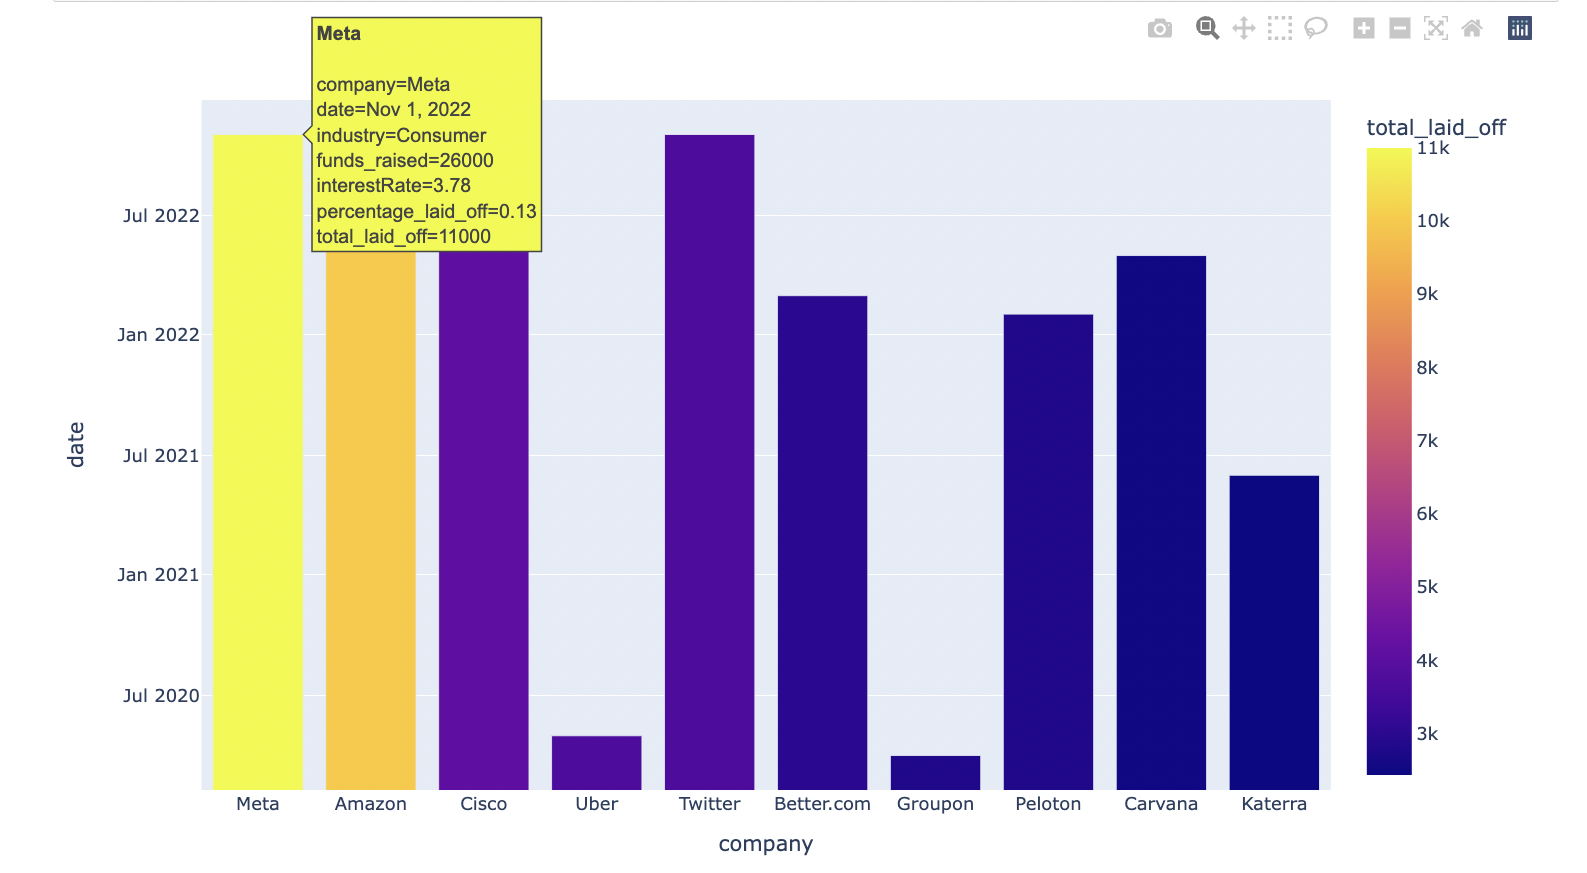 Meta
company=Meta
date=Nov 1, 2022
industry=Consumer
funds_raised=26000
interestRate=3.78
percentage_laid_off=0.13
total_laid_off=11000
total_laid_off
11k
10k
9k
8k
7k
6k
5k
4k
3k
date
Jul 2022
Jan 2022
Jul 2021
Jan 2021
Jul 2020
Meta Amazon Cisco Uber Twitter Better.com Groupon Peloton Carvana Katerra
company